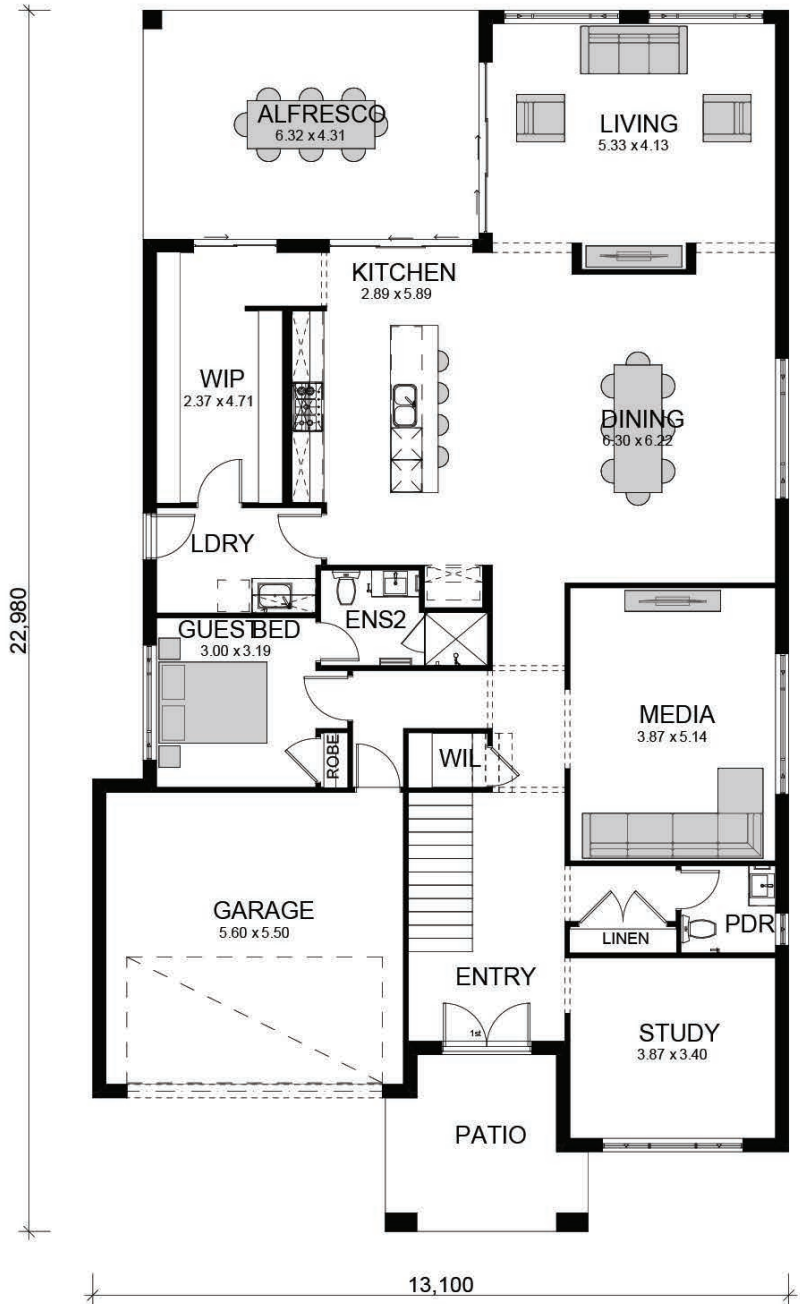 ALFRESCO
6.32 x 4.31
LIVING
5.33 x 4.13
KITCHEN
2.89 x 5.89
WIP
2.37 x 4.71
DINING
6.30 x 6.22
LDRY
ENS2
GUEST BED
3.00 x 3.19
22,980
MEDIA
3.87 x 5.14
WIL
ROBE
GARAGE
5.60 x 5.50
PDR
LINEN
ENTRY
1st
STUDY
3.87 x 3.40
PATIO
13,100